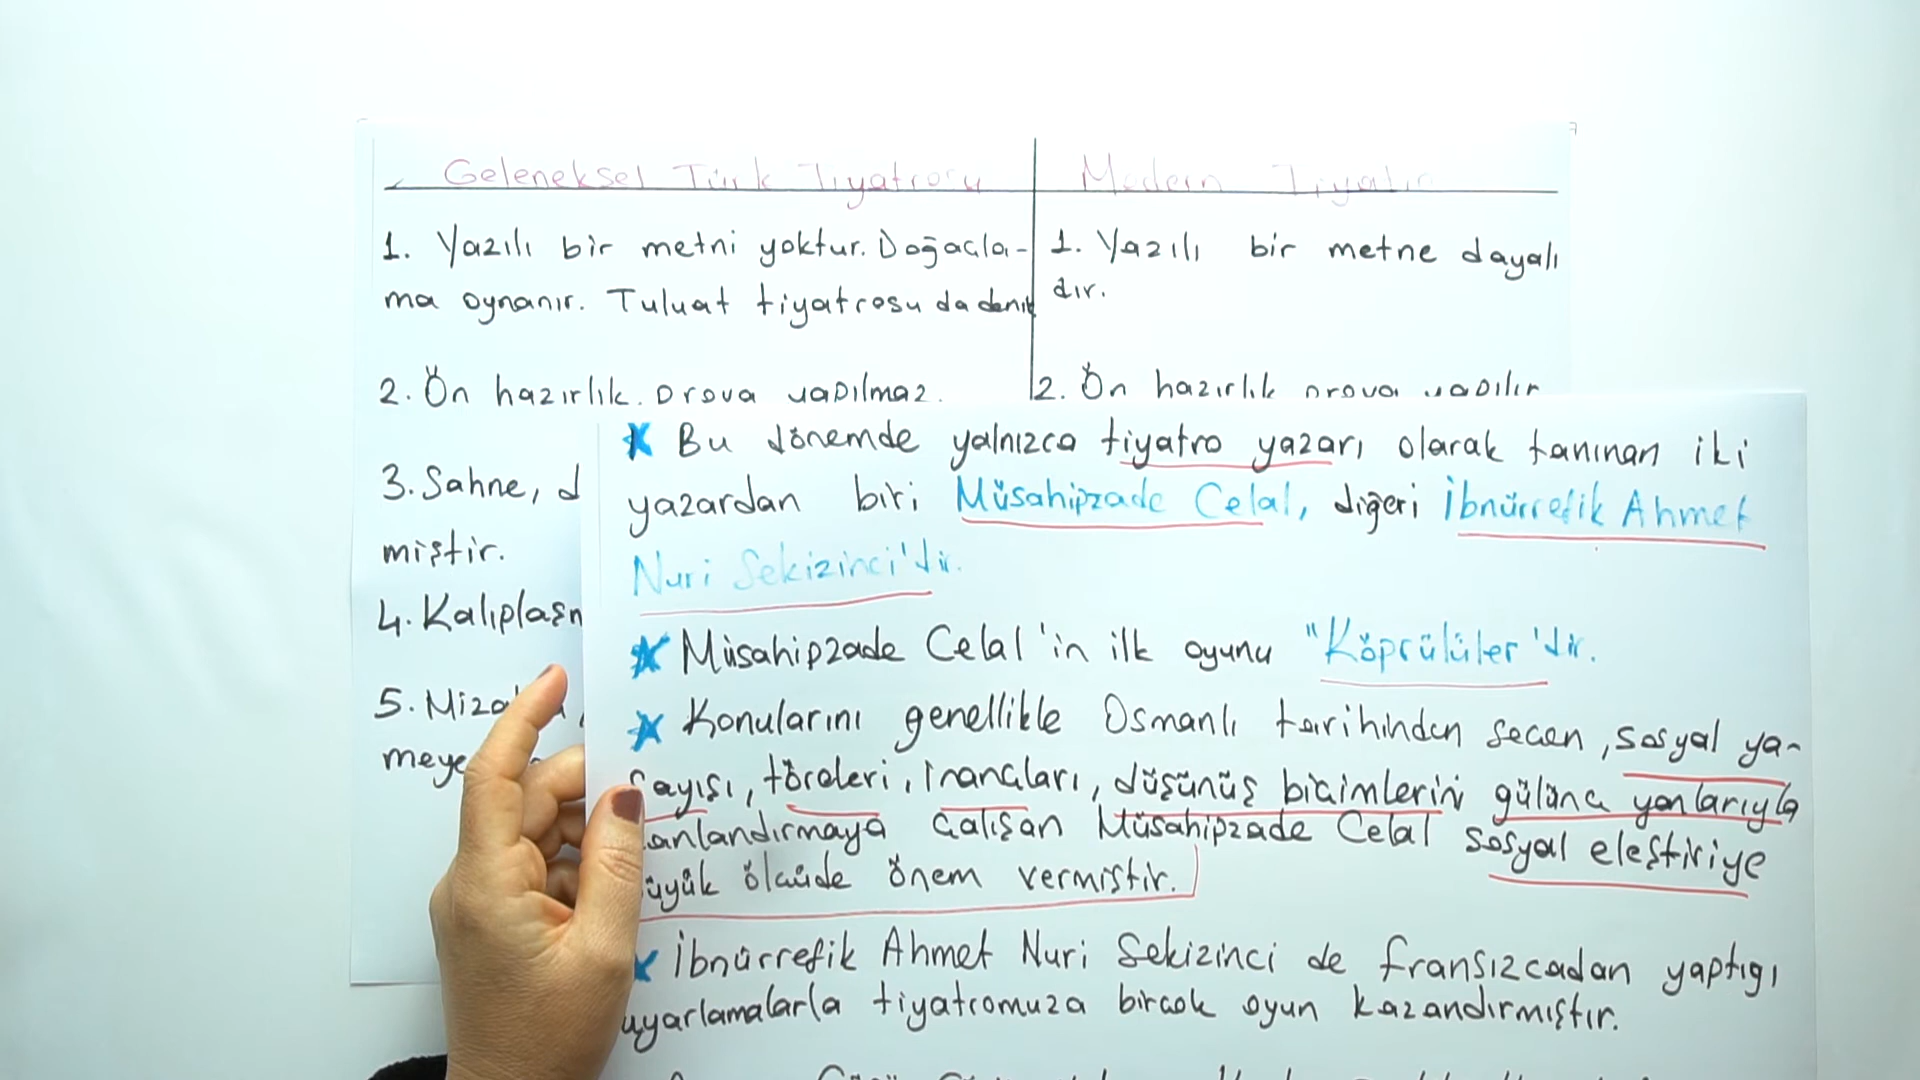 Geleneksel Türk Tiyatrosu
Modern Tiyatro
1. Yazılı bir metni yoktur. Doğaçla-
ma oynanır. Tuluat tiyatrosu da denir
1. Yazılı bir metne dayalı
dır.
2. Ön hazırlık. prova yapılmaz.
2. Ön hazırlık prova yapılır
3. Sahne, d
miştir.
4. Kalıplaşm
5. Miza
meye
Bu dönemde yalnızca tiyatro yazarı olarak tanınan iki
yazardan biri Müsahipzade Celal, diğeri İbnürrefik Ahmet
Nuri Sekizinci'dir.
Müsahipzade Celal'in ilk oyunu "Köprülüler'dir.
Konularını genellikle Osmanlı tarihinden seçen, sosyal ya-
şayışı, töreleri, inançları, düşünüş biçimlerin gülünç yanlarıyla
canlandırmaya çalışan Müsahipzade Celal sosyal eleştiriye
üyük ölçüde önem vermiştir.
İbnürrefik Ahmet Nuri Sekizinci de fransızcadan yaptığı
uyarlamalarla tiyatromuza birçok oyun kazandırmıştır.